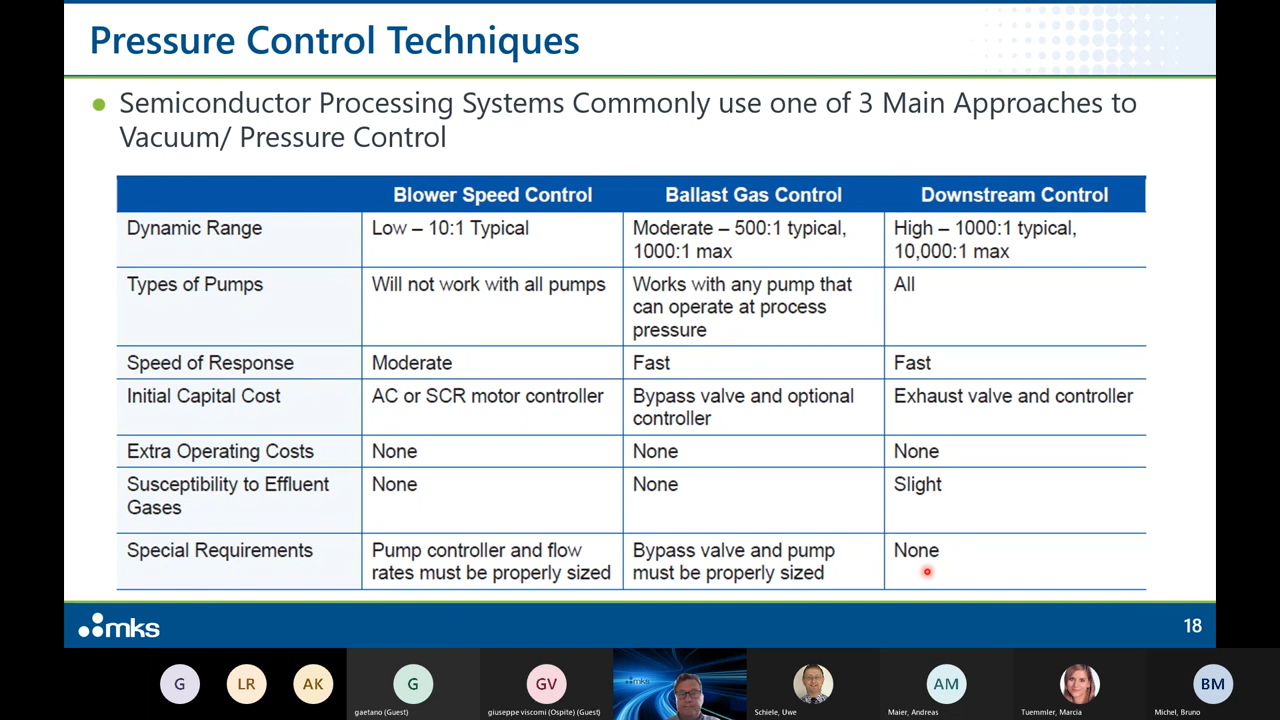 Pressure Control Techniques
Semiconductor Processing Systems Commonly use one of 3 Main Approaches to
Vacuum/ Pressure Control
Blower Speed Control
Ballast Gas Control
Downstream Control
Dynamic Range
Low – 10:1 Typical
Moderate – 500:1 typical,
1000:1 max
High – 1000:1 typical,
10,000:1 max
Types of Pumps
Will not work with all pumps
Works with any pump that
can operate at process
pressure
All
Speed of Response
Moderate
Fast
Fast
Initial Capital Cost
AC or SCR motor controller
Bypass valve and optional
controller
Exhaust valve and controller
Extra Operating Costs
None
None
None
Susceptibility to Effluent
Gases
None
None
Slight
Special Requirements
Pump controller and flow
rates must be properly sized
Bypass valve and pump
must be properly sized
None
mks
18
G
LR
AK
G
gaetano (Guest)
GV
giuseppe viscomi (Ospite) (Guest)
mks
Schiele, Uwe
AM
Maier, Andreas
Tuemmler, Marcia
BM
Michel, Bruno